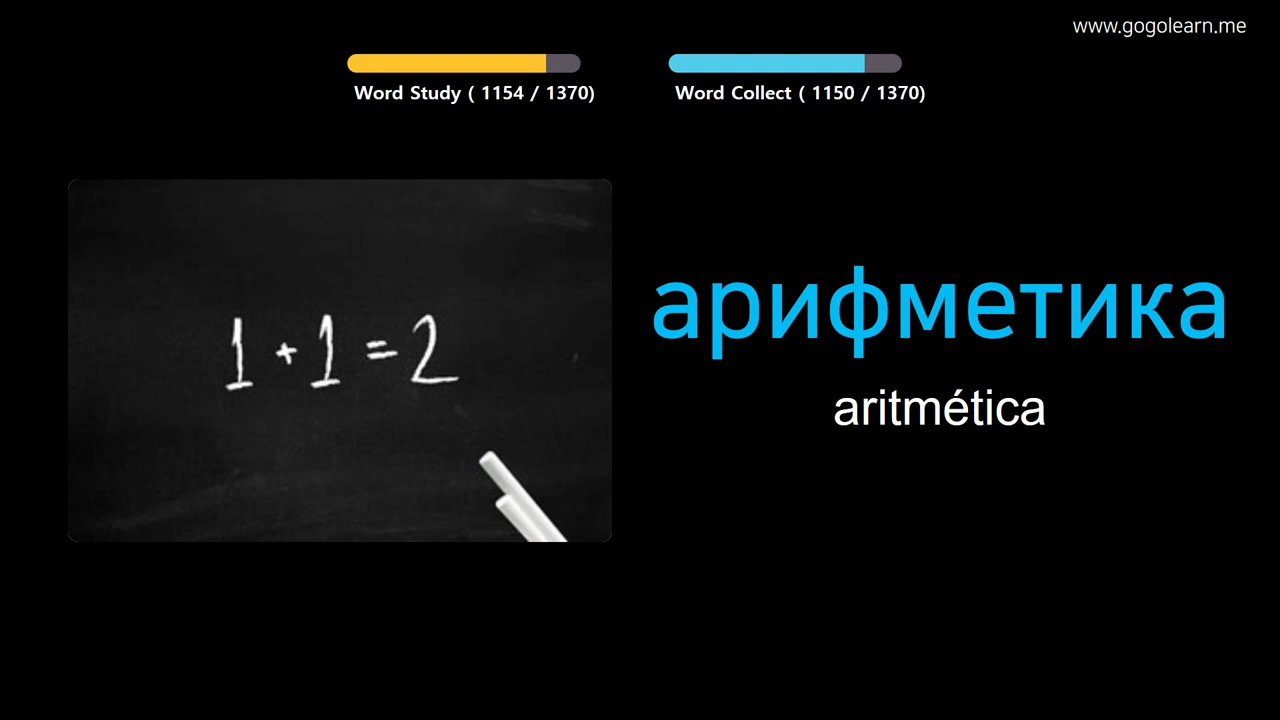 www.gogolearn.me
Word Study ( 1154 / 1370)
Word Collect ( 1150 / 1370)
1 + 1 = 2
арифметика
aritmética